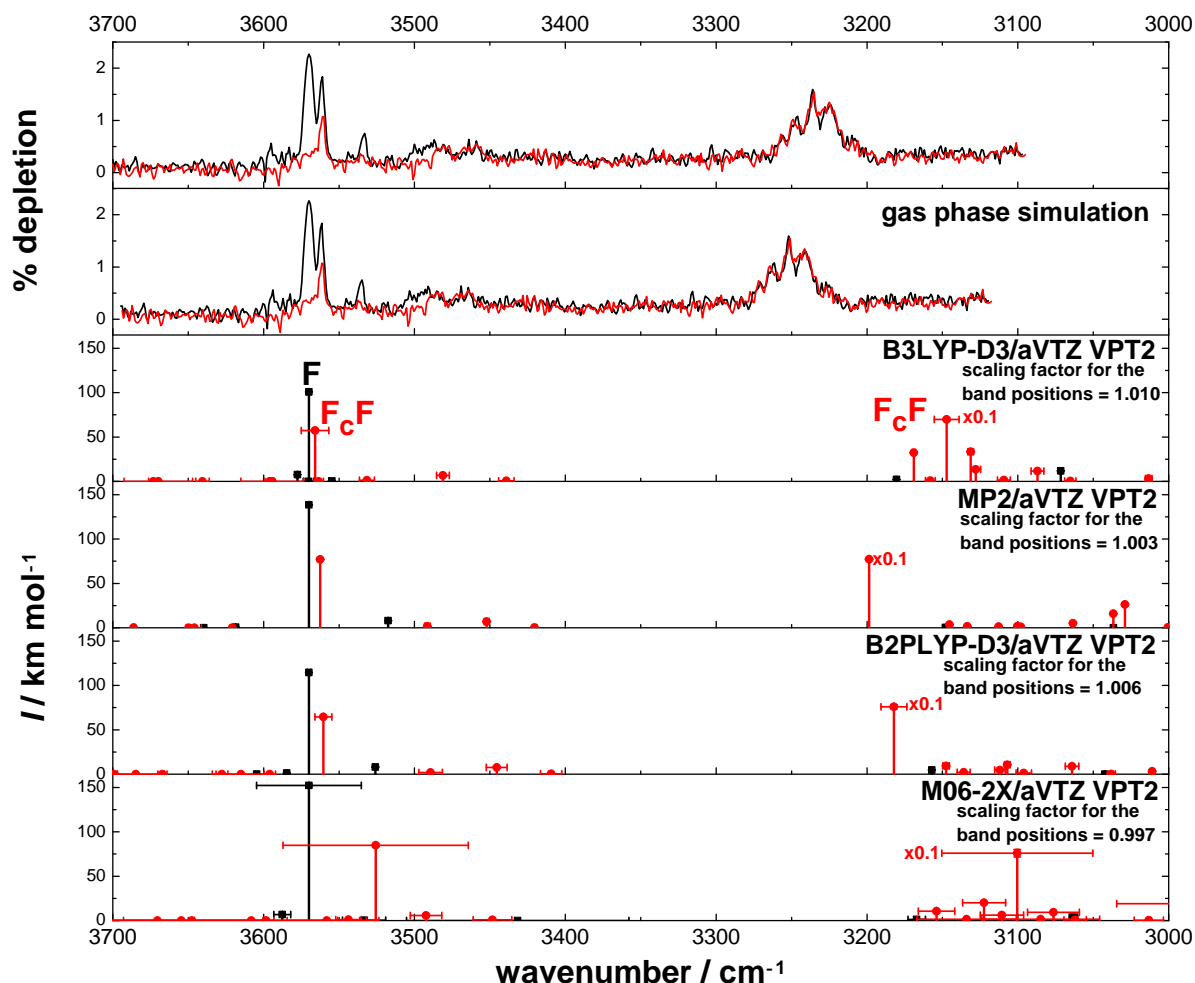 3700 3600 3500 3400 3300 3200 3100 3000
% depletion
2
1
0
gas phase simulation
2
1
0
B3LYP-D3/aVTZ VPT2
scaling factor for the
band positions = 1.010
F
FcF
FcF
x0.1
150
100
50
0
MP2/aVTZ VPT2
scaling factor for the
band positions = 1.003
x0.1
150
100
50
0
B2PLYP-D3/aVTZ VPT2
scaling factor for the
band positions = 1.006
x0.1
150
100
50
0
M06-2X/aVTZ VPT2
scaling factor for the
band positions = 0.997
x0.1
150
100
50
0
I / km mol-1
3700 3600 3500 3400 3300 3200 3100 3000
wavenumber / cm-1